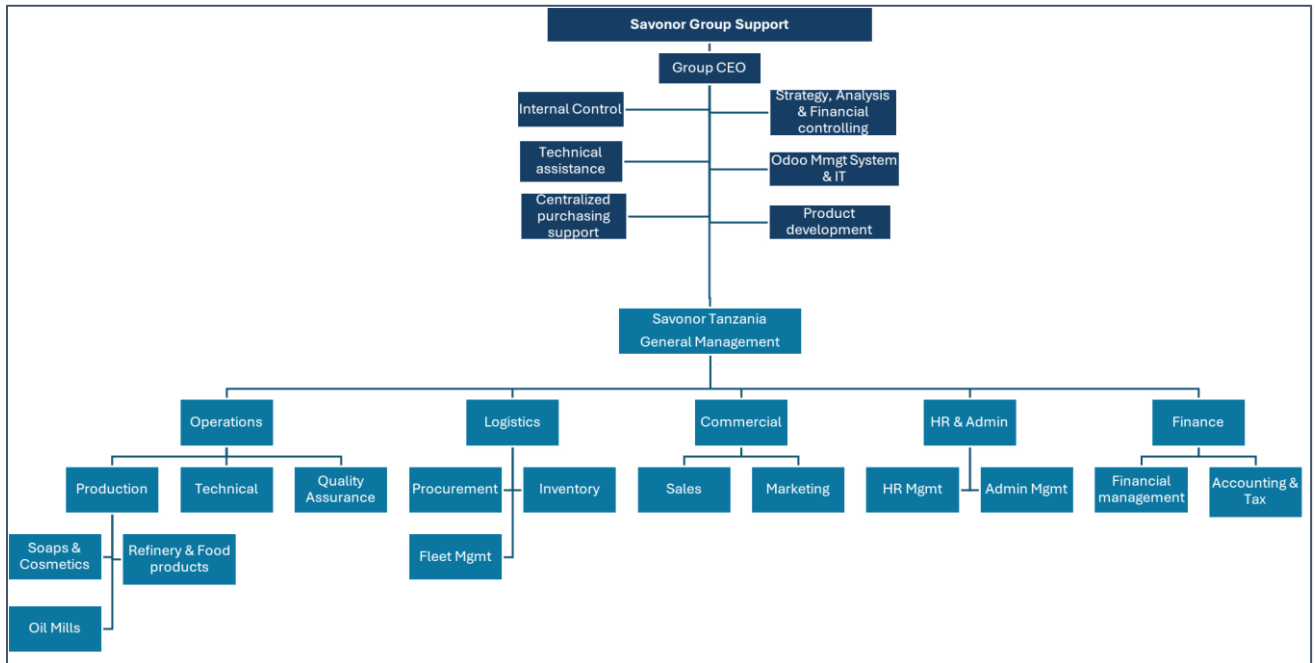 Savonor Group Support
Group CEO
Internal Control
Strategy, Analysis
& Financial
controlling
Technical
assistance
Odoo Mmgt System
& IT
Centralized
purchasing
support
Product
development
Savonor Tanzania
General Management
Operations
Logistics
Commercial
HR & Admin
Finance
Production
Technical
Quality
Assurance
Procurement
Inventory
Sales
Marketing
HR Mgmt
Admin Mgmt
Financial
management
Accounting &
Tax
Soaps &
Cosmetics
Refinery & Food
products
Fleet Mgmt
Oil Mills